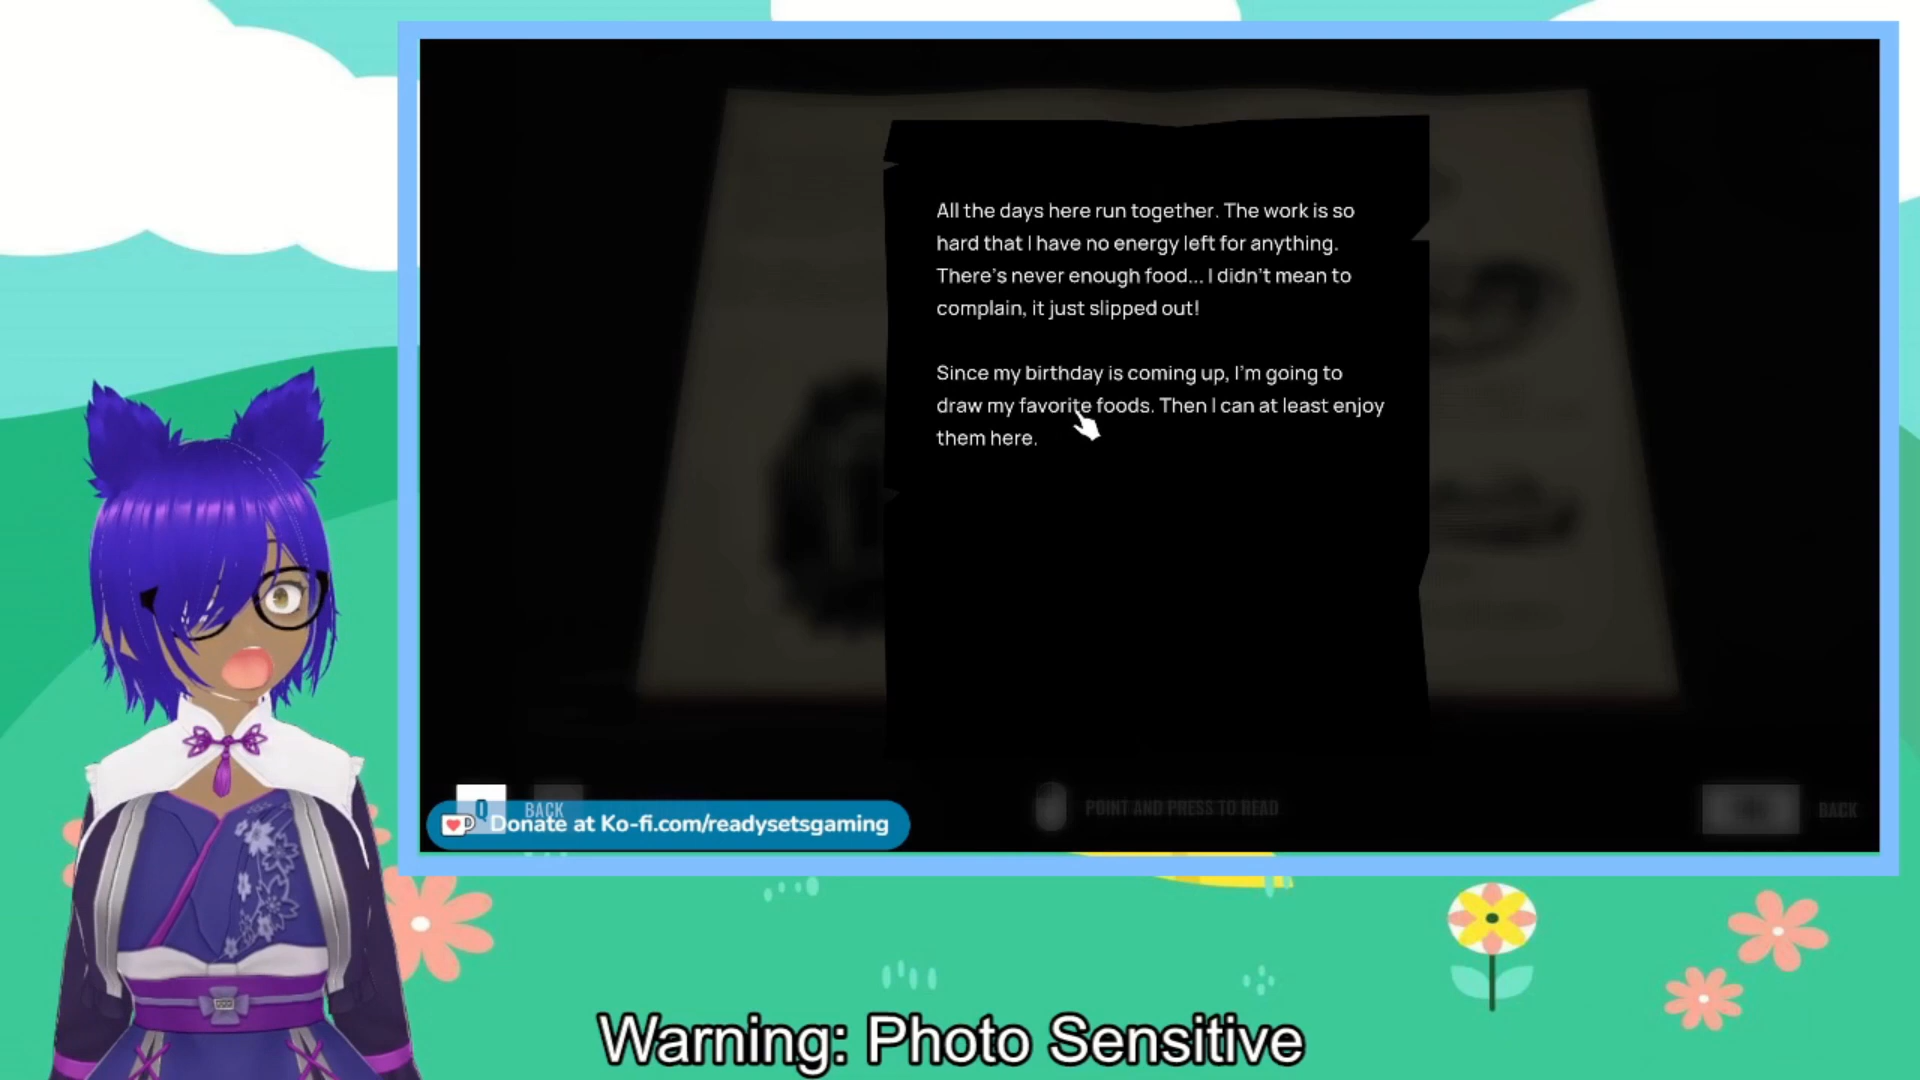 All the days here run together. The work is so
hard that I have no energy left for anything.
There's never enough food... I didn't mean to
complain, it just slipped out!
Since my birthday is coming up, I'm going to
draw my favorite foods. Then I can at least enjoy
them here.
Q BACK
POINT AND PRESS TO READ
BACK
Donate at Ko-fi.com/readysetsgaming
Warning: Photo Sensitive